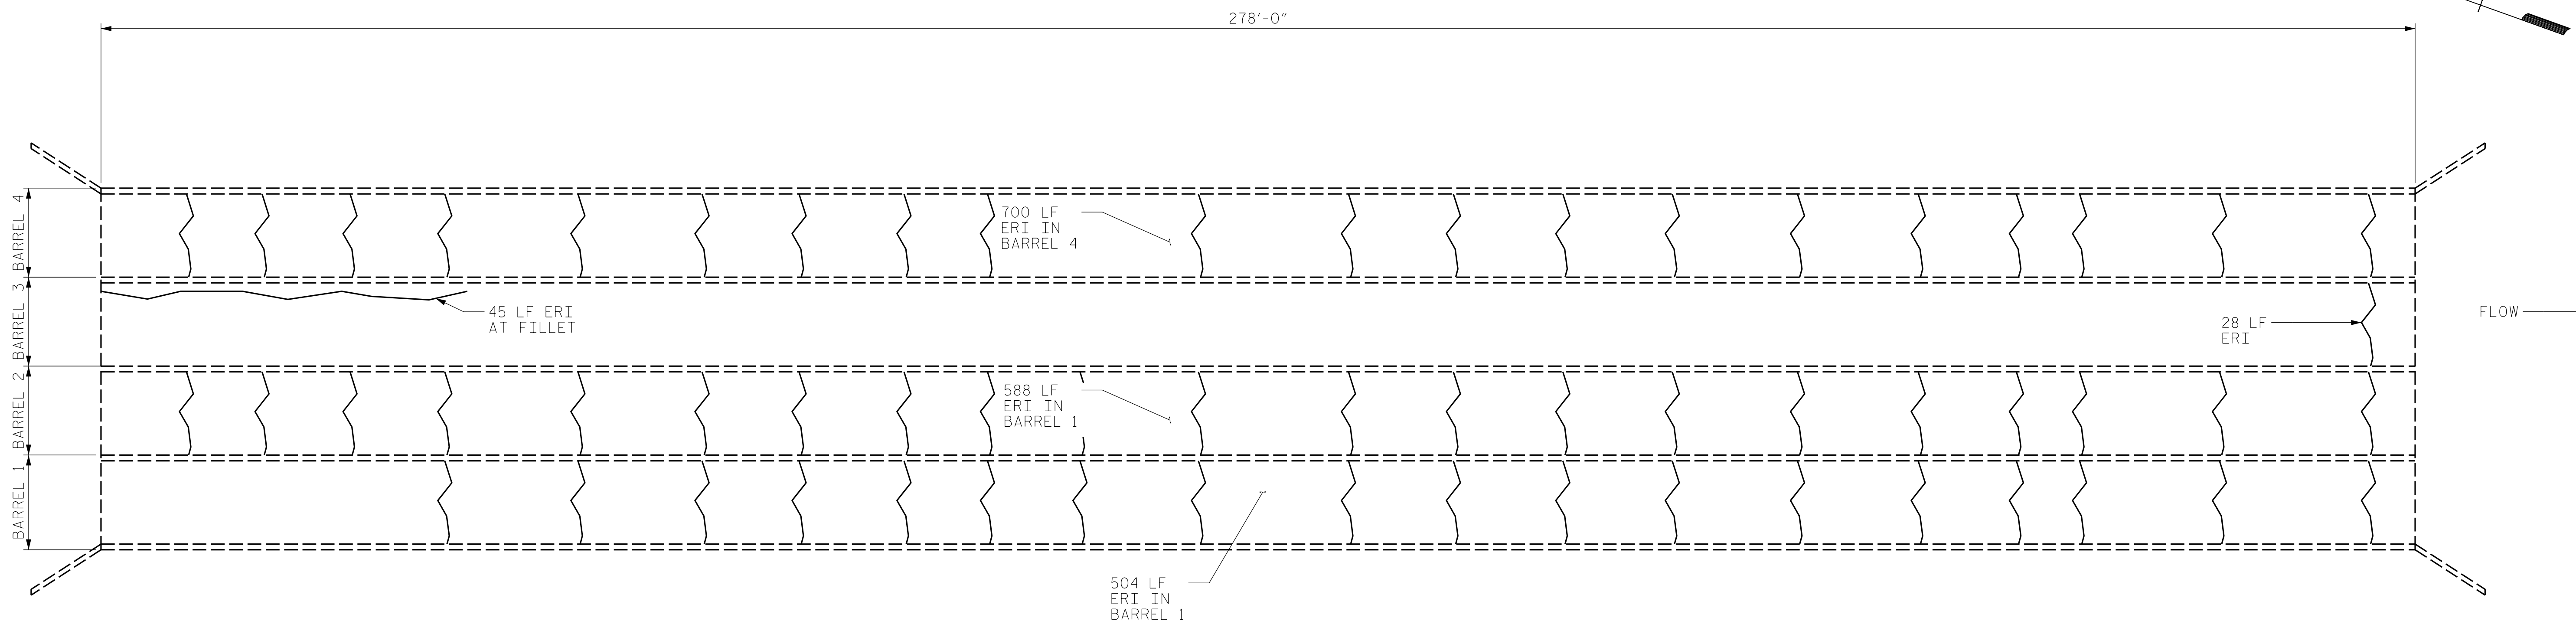 278'-0"
BARREL 4
BARREL 3
BARREL 2
BARREL 1
700 LF
ERI IN
BARREL 4
45 LF ERI
AT FILLET
28 LF
ERI
FLOW
588 LF
ERI IN
BARREL 1
504 LF
ERI IN
BARREL 1